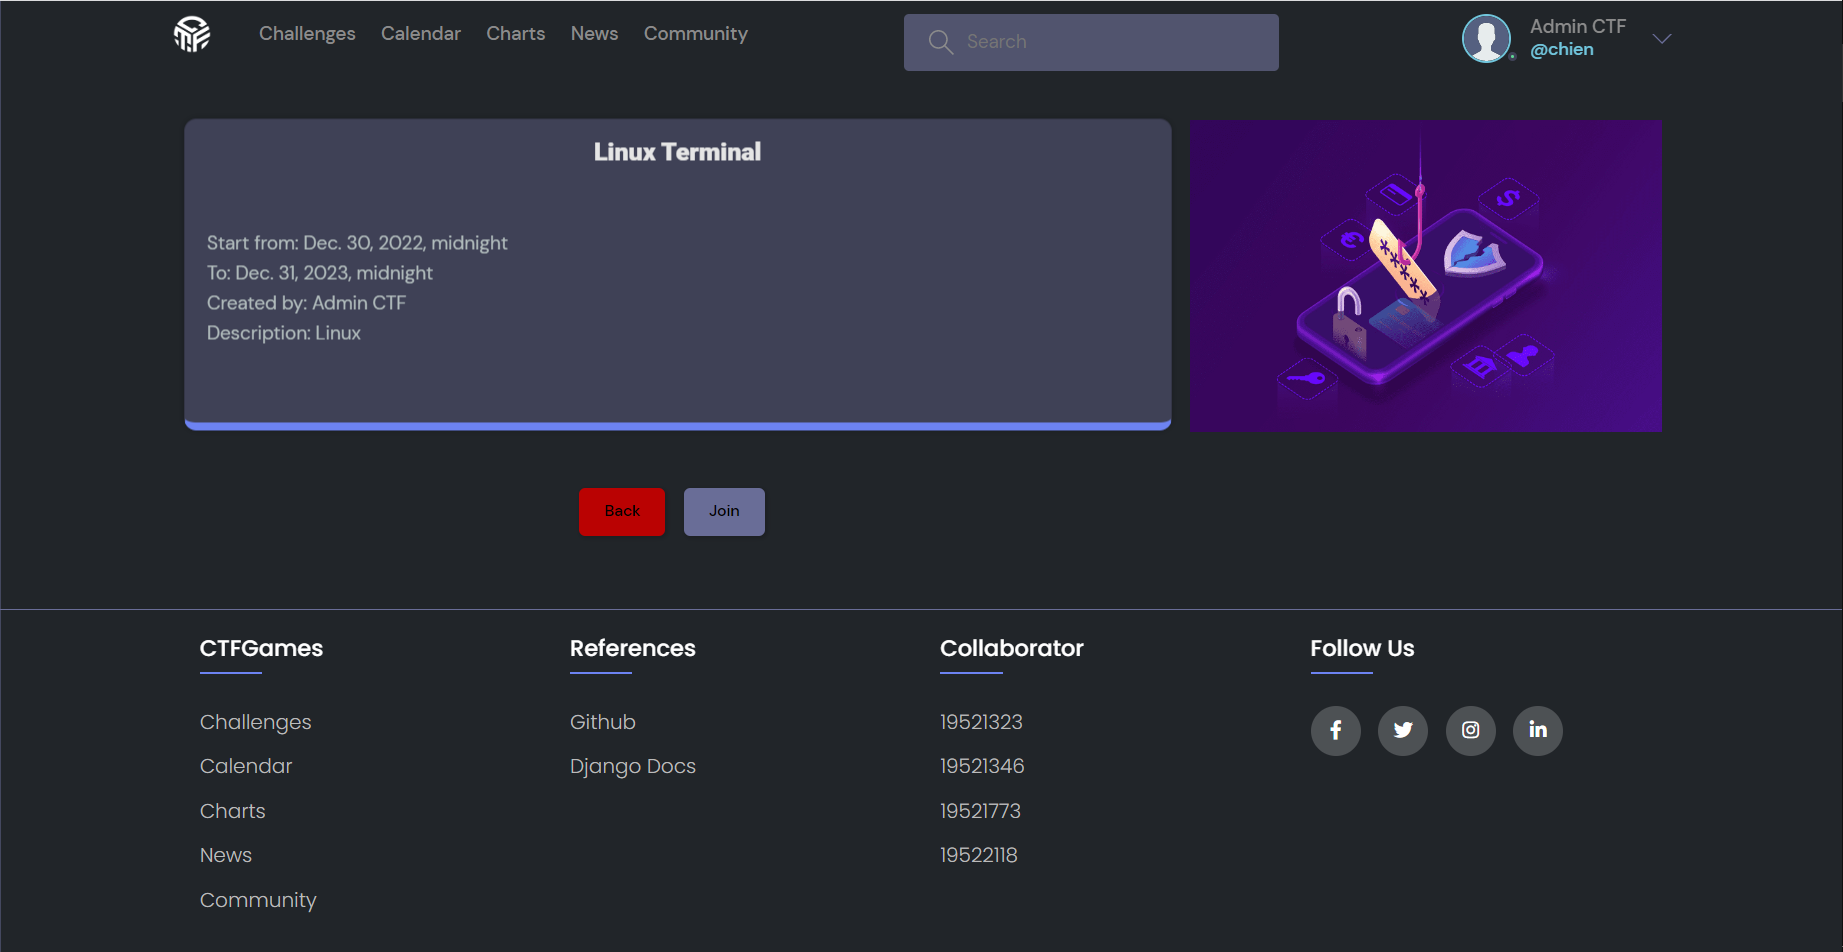 Challenges Calendar Charts News Community
Search
Admin CTF
@chien
Linux Terminal
Start from: Dec. 30, 2022, midnight
To: Dec. 31, 2023, midnight
Created by: Admin CTF
Description: Linux
Back Join
CTFGames
Challenges
Calendar
Charts
News
Community
References
Github
Django Docs
Collaborator
19521323
19521346
19521773
19522118
Follow Us